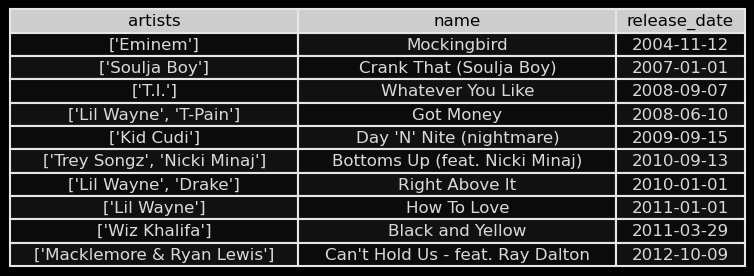 artists name release_date
['Eminem'] Mockingbird 2004-11-12
['Soulja Boy'] Crank That (Soulja Boy) 2007-01-01
['T.I.'] Whatever You Like 2008-09-07
['Lil Wayne', 'T-Pain'] Got Money 2008-06-10
['Kid Cudi'] Day 'N' Nite (nightmare) 2009-09-15
['Trey Songz', 'Nicki Minaj'] Bottoms Up (feat. Nicki Minaj) 2010-09-13
['Lil Wayne', 'Drake'] Right Above It 2010-01-01
['Lil Wayne'] How To Love 2011-01-01
['Wiz Khalifa'] Black and Yellow 2011-03-29
['Macklemore & Ryan Lewis'] Can't Hold Us - feat. Ray Dalton 2012-10-09